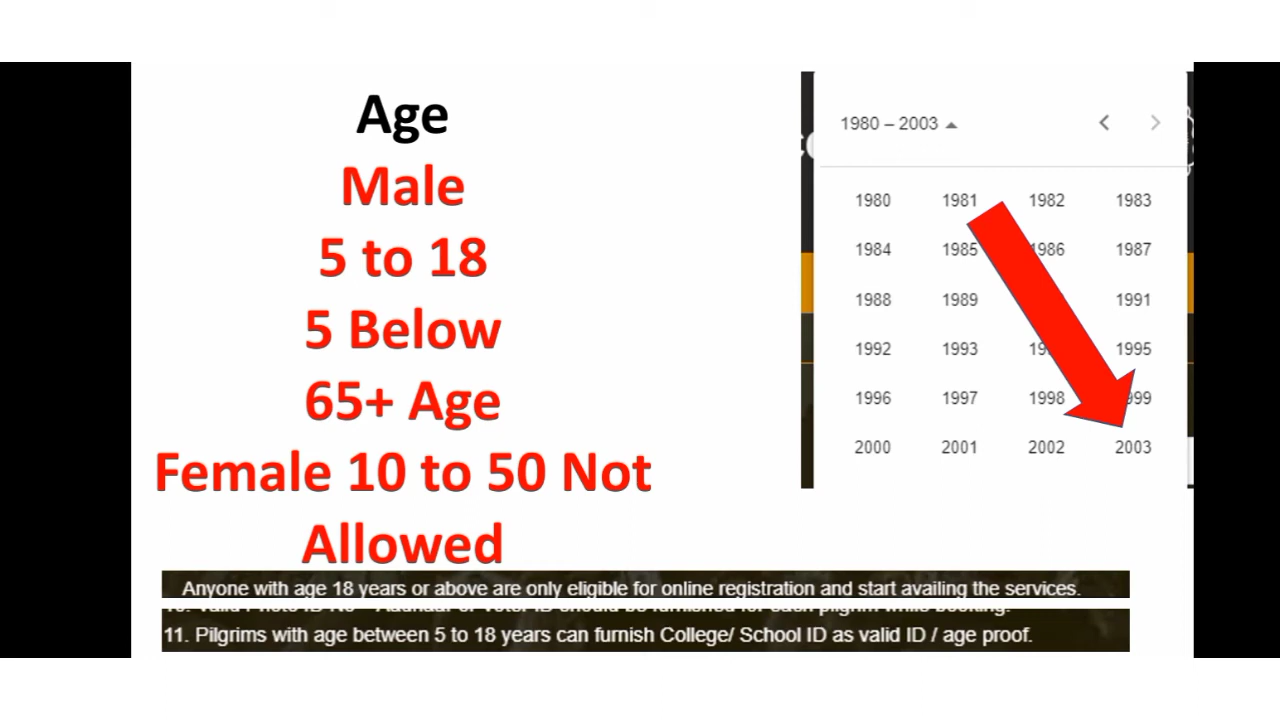 Age
Male
5 to 18
5 Below
65+ Age
Female 10 to 50 Not
Allowed
1980 – 2003
1980 1981 1982 1983
1984 1985 1986 1987
1988 1989 1991
1992 1993 1995
1996 1997 1998
2000 2001 2002 2003
Anyone with age 18 years or above are only eligible for online registration and start availing the services.
11. Pilgrims with age between 5 to 18 years can furnish College/ School ID as valid ID / age proof.